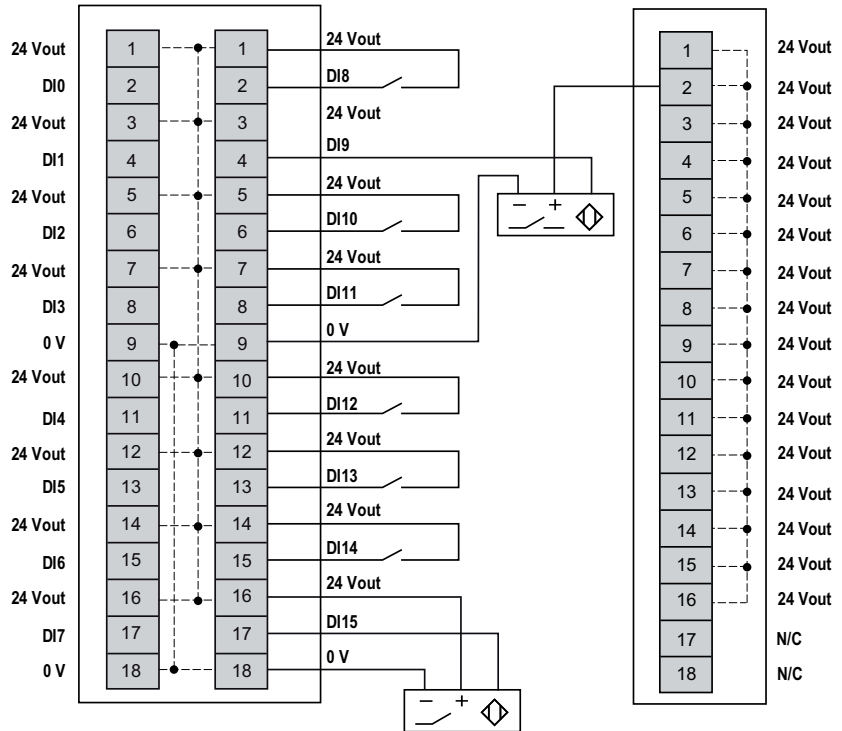 24 Vout 1 1 24 Vout
DI0 2 2 DI8
24 Vout 3 3 24 Vout
DI1 4 4 DI9
24 Vout 5 5 24 Vout
DI2 6 6 DI10
24 Vout 7 7 24 Vout
DI3 8 8 DI11
0 V 9 9 0 V
24 Vout 10 10 24 Vout
DI4 11 11 DI12
24 Vout 12 12 24 Vout
DI5 13 13 DI13
24 Vout 14 14 24 Vout
DI6 15 15 DI14
24 Vout 16 16 24 Vout
DI7 17 17 DI15
0 V 18 18 0 V
− +
− +
1 24 Vout
2 24 Vout
3 24 Vout
4 24 Vout
5 24 Vout
6 24 Vout
7 24 Vout
8 24 Vout
9 24 Vout
10 24 Vout
11 24 Vout
12 24 Vout
13 24 Vout
14 24 Vout
15 24 Vout
16 24 Vout
17 N/C
18 N/C